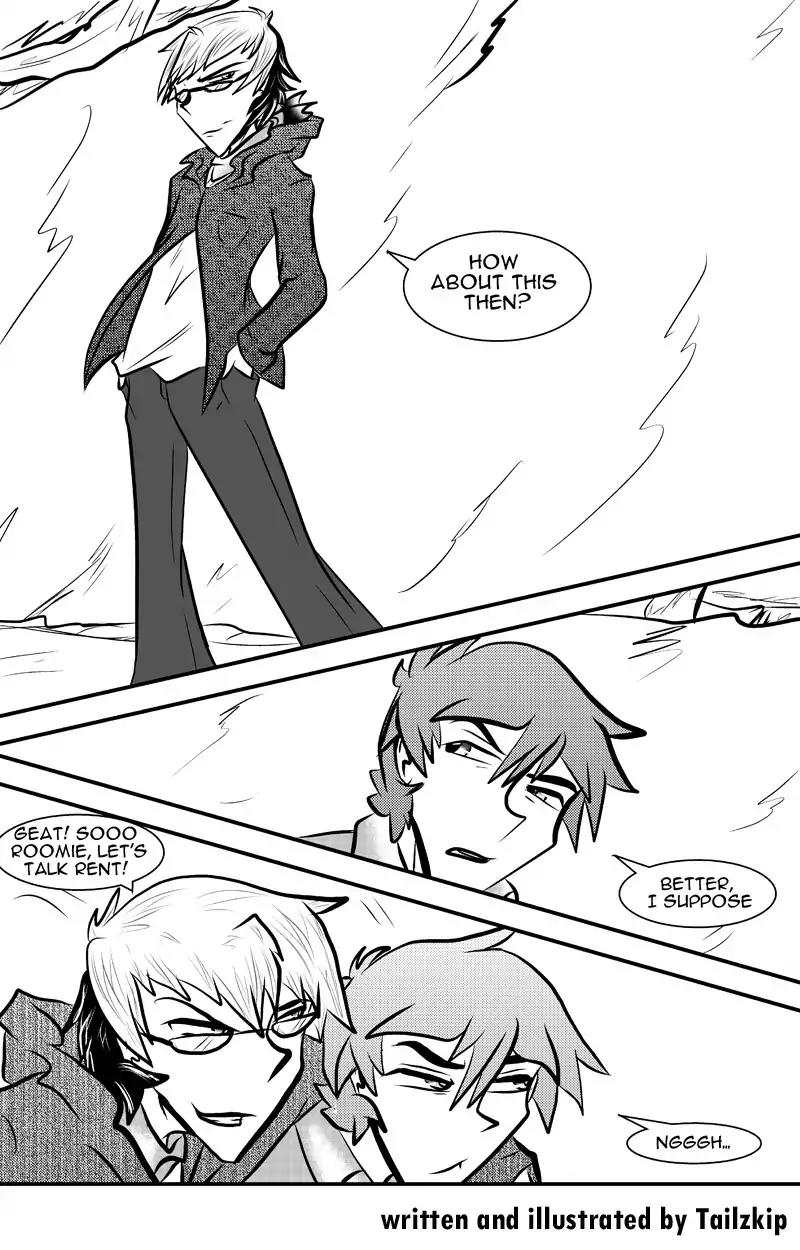 HOW
ABOUT THIS
THEN?
BETTER,
I SUPPOSE
GEAT! SOOO
ROOMIE, LET'S
TALK RENT!
NGGGH...
written and illustrated by Tailzkip